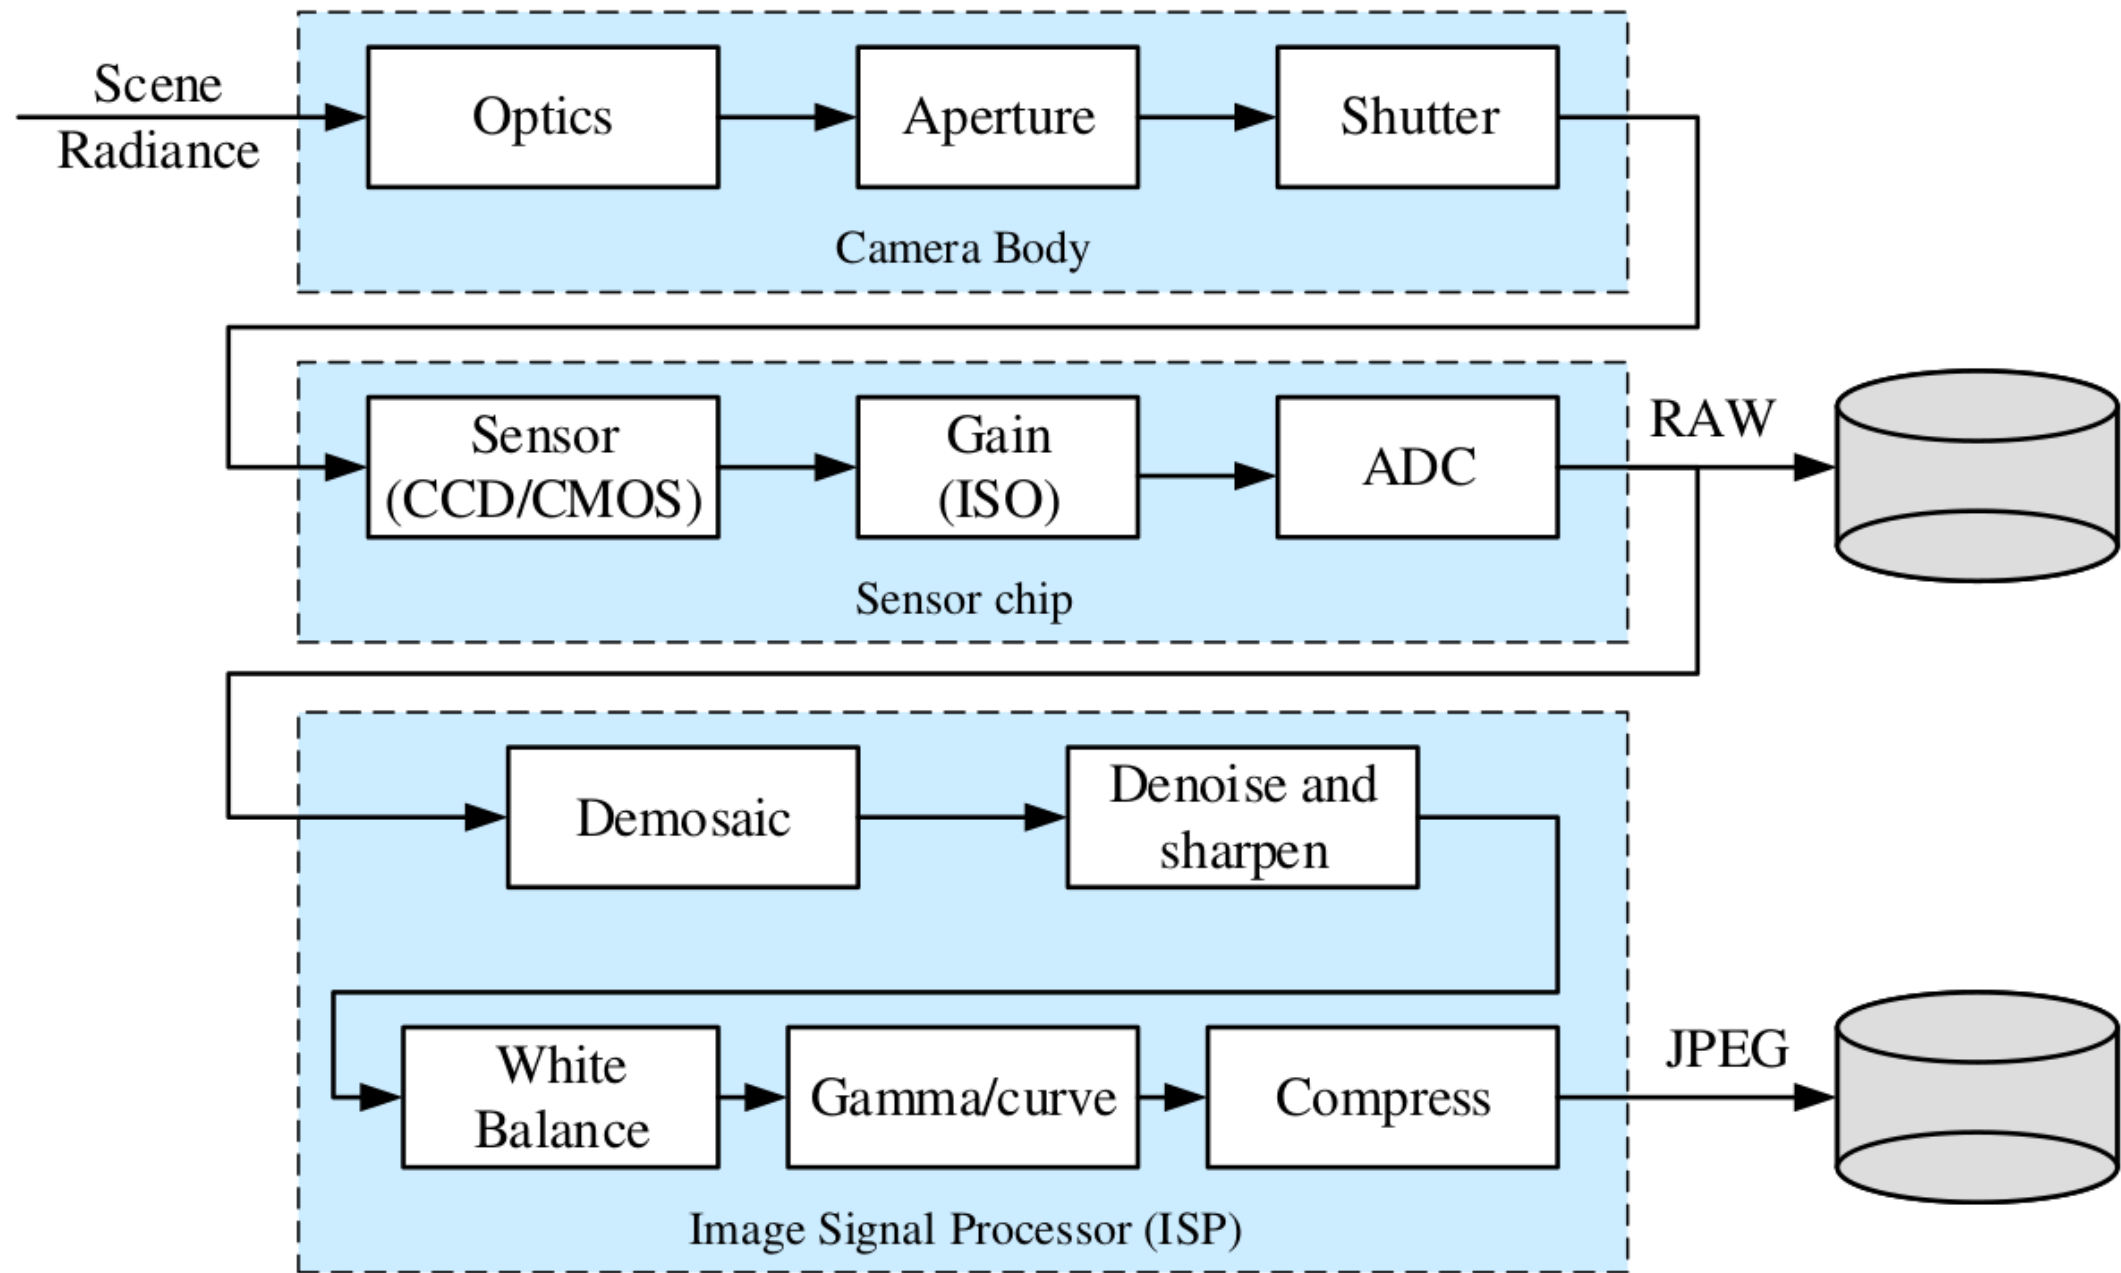 Scene
Radiance
Optics
Aperture
Shutter
Camera Body
Sensor
(CCD/CMOS)
Gain
(ISO)
ADC
RAW
Sensor chip
Demosaic
Denoise and
sharpen
White
Balance
Gamma/curve
Compress
JPEG
Image Signal Processor (ISP)